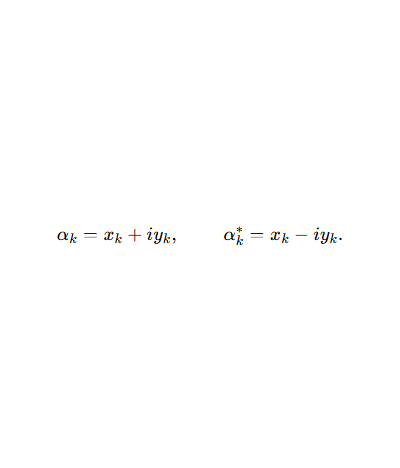 αₖ = xₖ + iyₖ, αₖ* = xₖ − iyₖ.